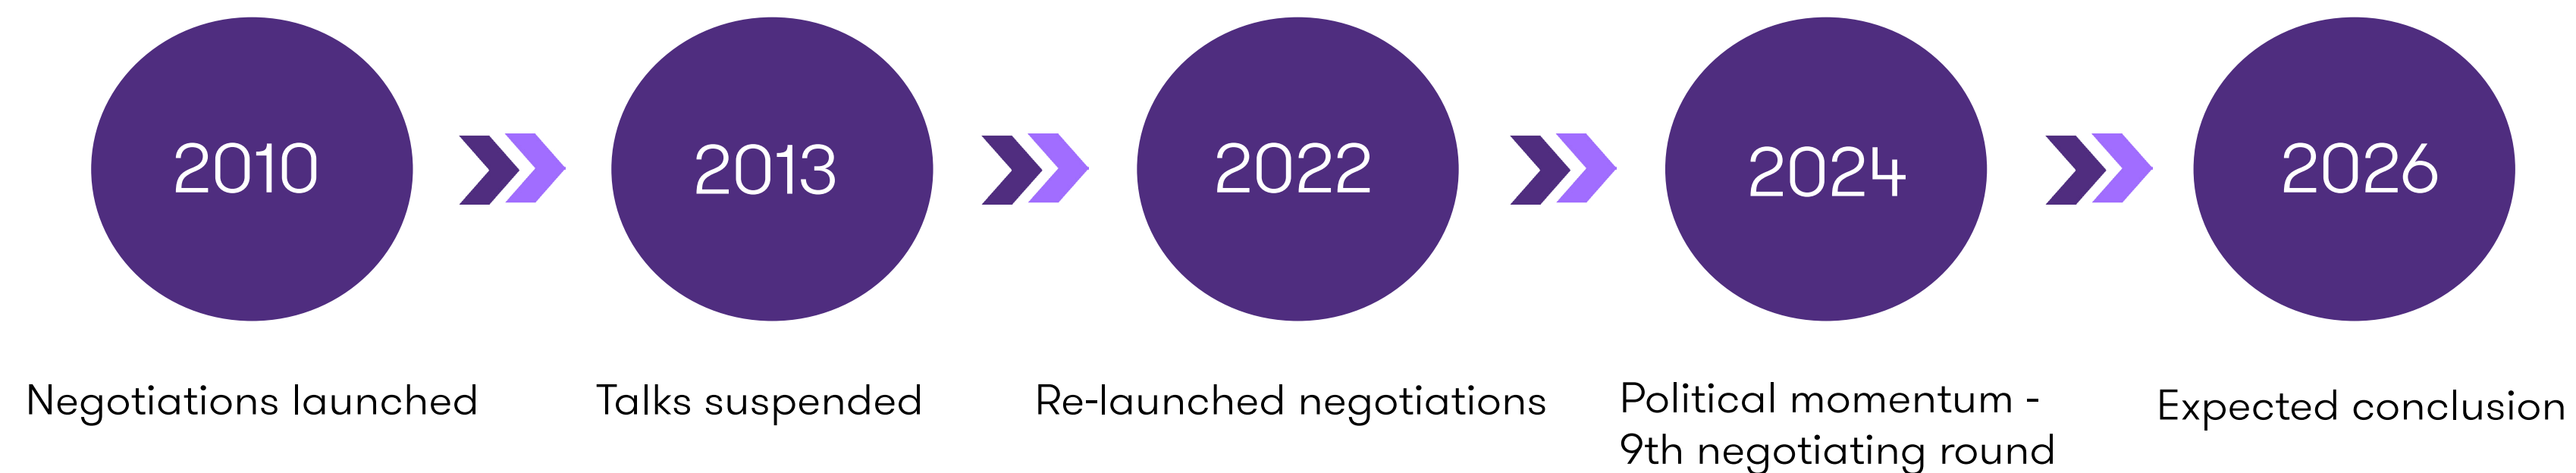 2010
2013
2022
2024
2026
Negotiations launched
Talks suspended
Re-launched negotiations
Political momentum -
9th negotiating round
Expected conclusion